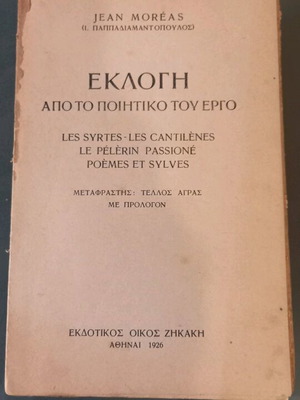 JEAN MORÉAS
(Ι. ΠΑΠΠΑΔΙΑΜΑΝΤΟΠΟΥΛΟΣ)
ΕΚΛΟΓΗ
ΑΠΟ ΤΟ ΠΟΙΗΤΙΚΟ ΤΟΥ ΕΡΓΟ
LES SYRTES - LES CANTILÈNES
LE PÉLÈRIN PASSIONÉ
POÈMES ET SYLVES
ΜΕΤΑΦΡΑΣΤΗΣ: ΤΕΛΛΟΣ ΑΓΡΑΣ
ΜΕ ΠΡΟΛΟΓΟΝ
ΕΚΔΟΤΙΚΟΣ ΟΙΚΟΣ ΖΗΚΑΚΗ
ΑΘΗΝΑΙ 1926